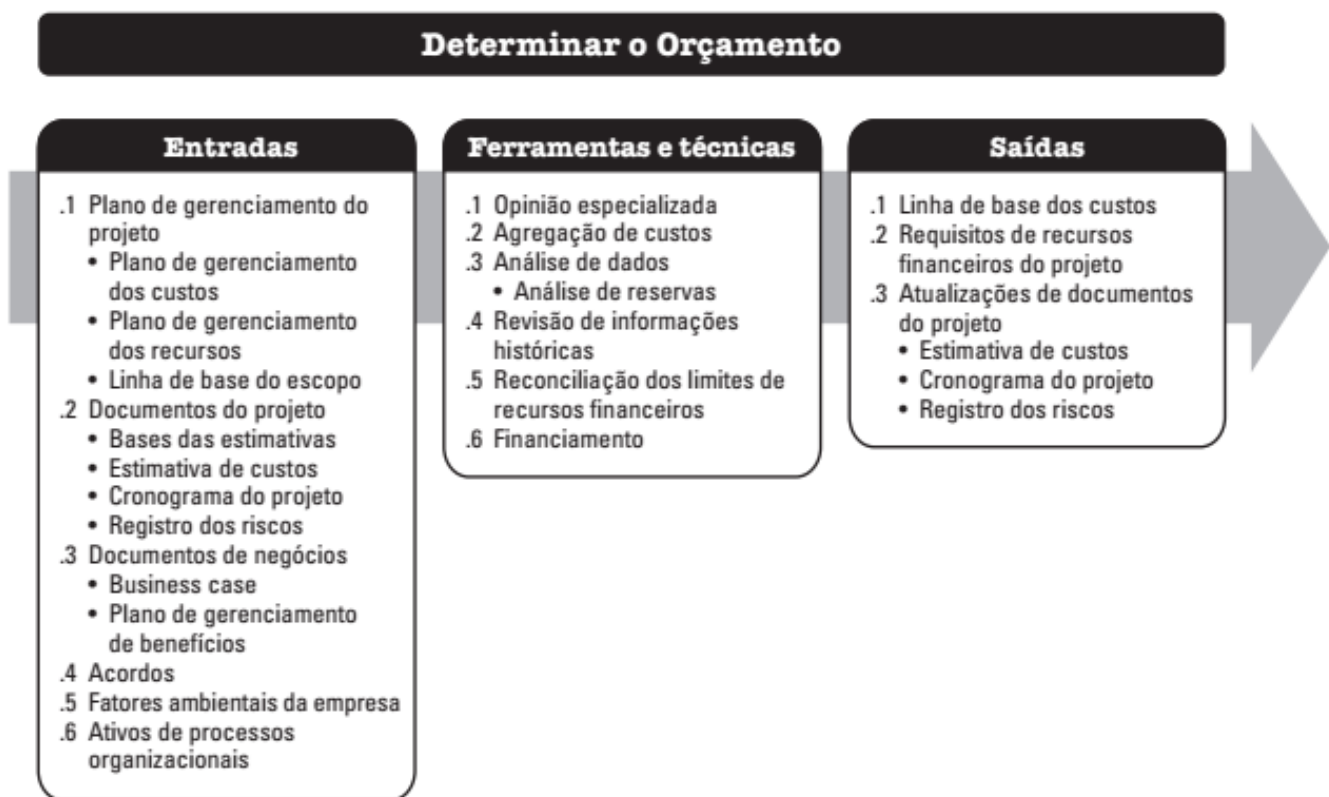 Determinar o Orçamento
Entradas
.1 Plano de gerenciamento do
projeto
• Plano de gerenciamento
dos custos
• Plano de gerenciamento
dos recursos
• Linha de base do escopo
.2 Documentos do projeto
• Bases das estimativas
• Estimativa de custos
• Cronograma do projeto
• Registro dos riscos
.3 Documentos de negócios
• Business case
• Plano de gerenciamento
de benefícios
.4 Acordos
.5 Fatores ambientais da empresa
.6 Ativos de processos
organizacionais
Ferramentas e técnicas
.1 Opinião especializada
.2 Agregação de custos
.3 Análise de dados
• Análise de reservas
.4 Revisão de informações
históricas
.5 Reconciliação dos limites de
recursos financeiros
.6 Financiamento
Saídas
.1 Linha de base dos custos
.2 Requisitos de recursos
financeiros do projeto
.3 Atualizações de documentos
do projeto
• Estimativa de custos
• Cronograma do projeto
• Registro dos riscos